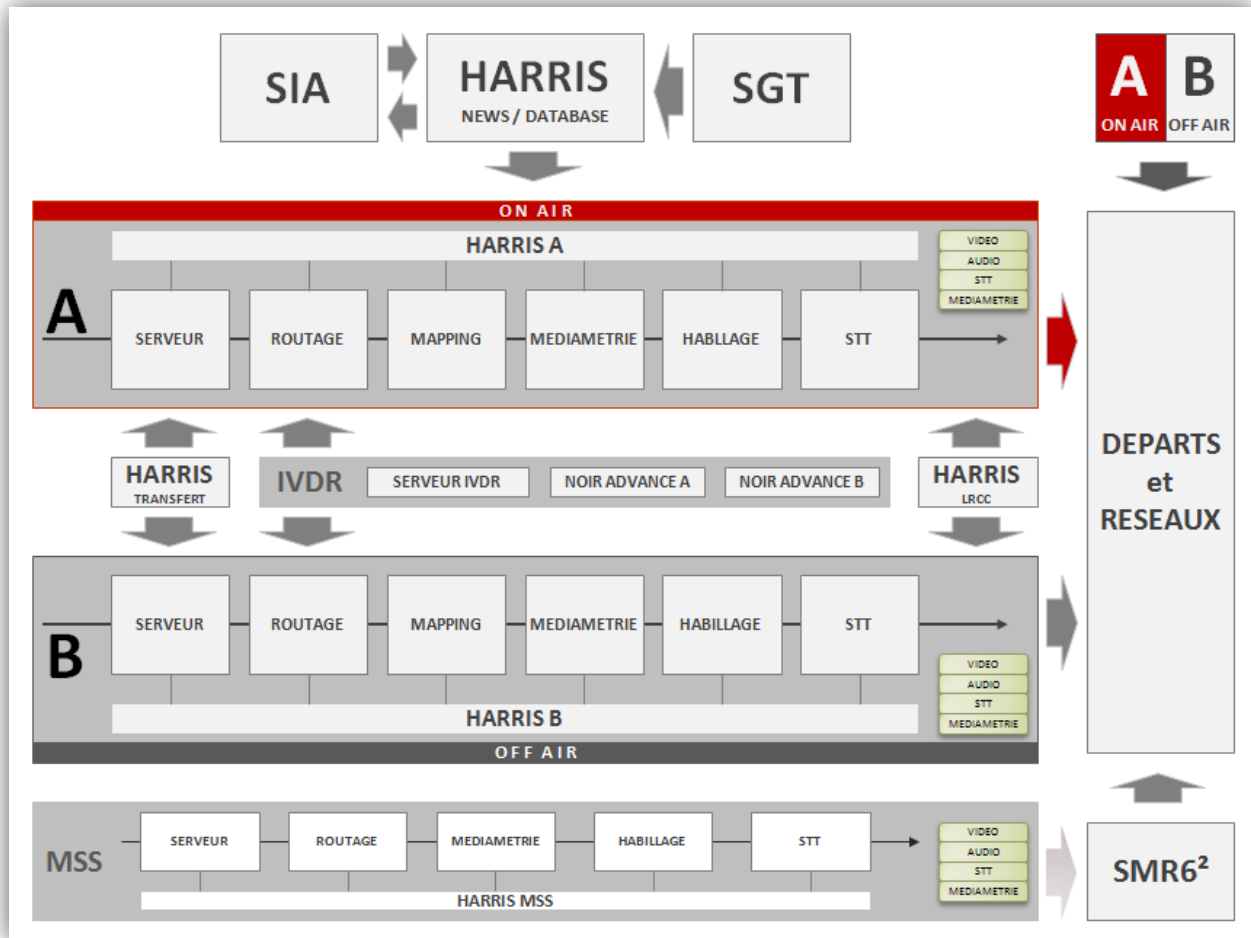 SIA
HARRIS
NEWS / DATABASE
SGT
A
ON AIR
B
OFF AIR
ON AIR
HARRIS A
VIDEO
AUDIO
STT
MEDIAMETRIE
A
SERVEUR
ROUTAGE
MAPPING
MEDIAMETRIE
HABLLAGE
STT
HARRIS
TRANSFERT
IVDR
SERVEUR IVDR
NOIR ADVANCE A
NOIR ADVANCE B
HARRIS
LRCC
DEPARTS
et
RESEAUX
B
SERVEUR
ROUTAGE
MAPPING
MEDIAMETRIE
HABILLAGE
STT
VIDEO
AUDIO
STT
MEDIAMETRIE
HARRIS B
OFF AIR
MSS
SERVEUR
ROUTAGE
MEDIAMETRIE
HABILLAGE
STT
HARRIS MSS
VIDEO
AUDIO
STT
MEDIAMETRIE
SMR6²